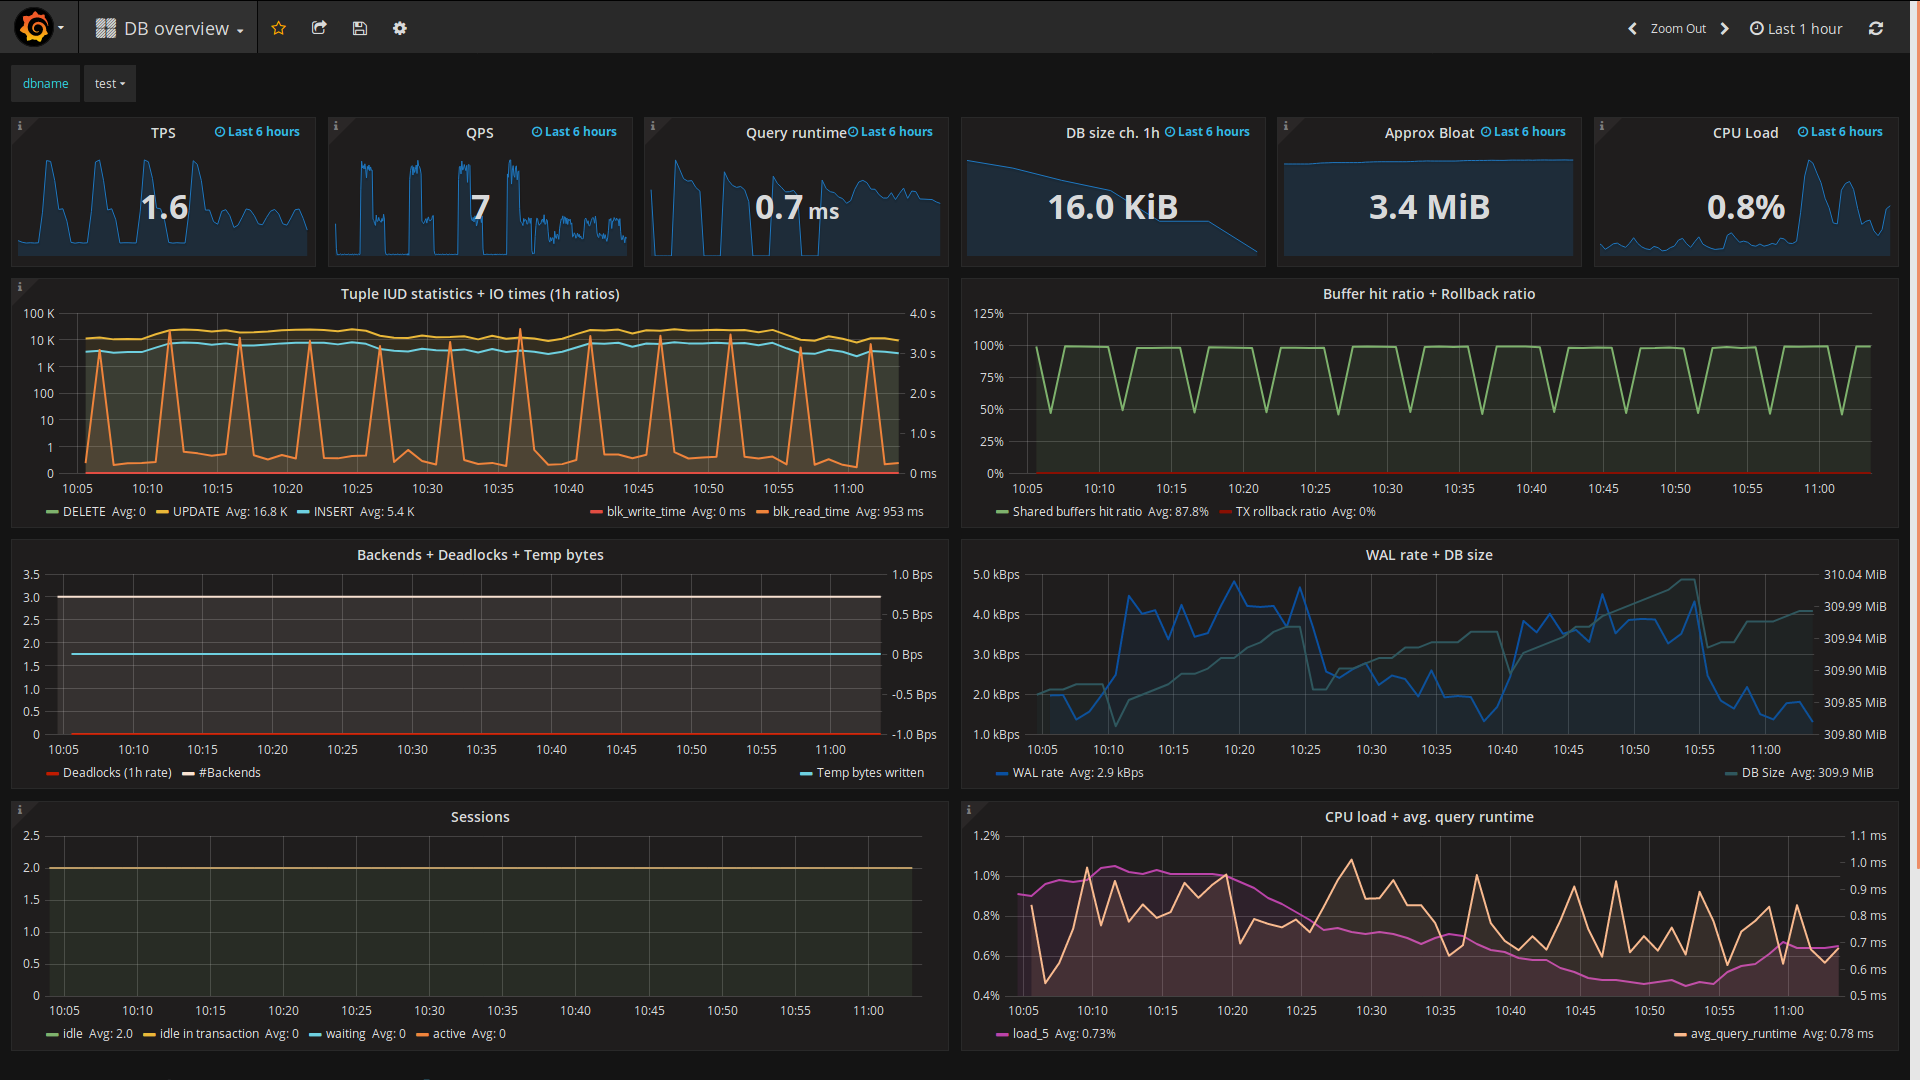 DB overview
Zoom Out
Last 1 hour
dbname
test
TPS
Last 6 hours
1.6
QPS
Last 6 hours
7
Query runtime
Last 6 hours
0.7 ms
DB size ch. 1h
Last 6 hours
16.0 KiB
Approx Bloat
Last 6 hours
3.4 MiB
CPU Load
Last 6 hours
0.8%
Tuple IUD statistics + IO times (1h ratios)
100 K
10 K
1 K
100
10
1
0
4.0 s
3.0 s
2.0 s
1.0 s
0 ms
10:05 10:10 10:15 10:20 10:25 10:30 10:35 10:40 10:45 10:50 10:55 11:00
DELETE Avg: 0 UPDATE Avg: 16.8 K INSERT Avg: 5.4 K blk_write_time Avg: 0 ms blk_read_time Avg: 953 ms
Buffer hit ratio + Rollback ratio
125%
100%
75%
50%
25%
0%
10:05 10:10 10:15 10:20 10:25 10:30 10:35 10:40 10:45 10:50 10:55 11:00
Shared buffers hit ratio Avg: 87.8% TX rollback ratio Avg: 0%
Backends + Deadlocks + Temp bytes
3.5
3.0
2.5
2.0
1.5
1.0
0.5
0
1.0 Bps
0.5 Bps
0 Bps
-0.5 Bps
-1.0 Bps
10:05 10:10 10:15 10:20 10:25 10:30 10:35 10:40 10:45 10:50 10:55 11:00
Deadlocks (1h rate) #Backends Temp bytes written
WAL rate + DB size
5.0 kBps
4.0 kBps
3.0 kBps
2.0 kBps
1.0 kBps
310.04 MiB
309.99 MiB
309.94 MiB
309.90 MiB
309.85 MiB
309.80 MiB
10:05 10:10 10:15 10:20 10:25 10:30 10:35 10:40 10:45 10:50 10:55 11:00
WAL rate Avg: 2.9 kBps DB Size Avg: 309.9 MiB
Sessions
2.5
2.0
1.5
1.0
0.5
0
10:05 10:10 10:15 10:20 10:25 10:30 10:35 10:40 10:45 10:50 10:55 11:00
idle Avg: 2.0 idle in transaction Avg: 0 waiting Avg: 0 active Avg: 0
CPU load + avg. query runtime
1.2%
1.0%
0.8%
0.6%
0.4%
1.1 ms
1.0 ms
0.9 ms
0.8 ms
0.7 ms
0.6 ms
0.5 ms
10:05 10:10 10:15 10:20 10:25 10:30 10:35 10:40 10:45 10:50 10:55 11:00
load_5 Avg: 0.73% avg_query_runtime Avg: 0.78 ms